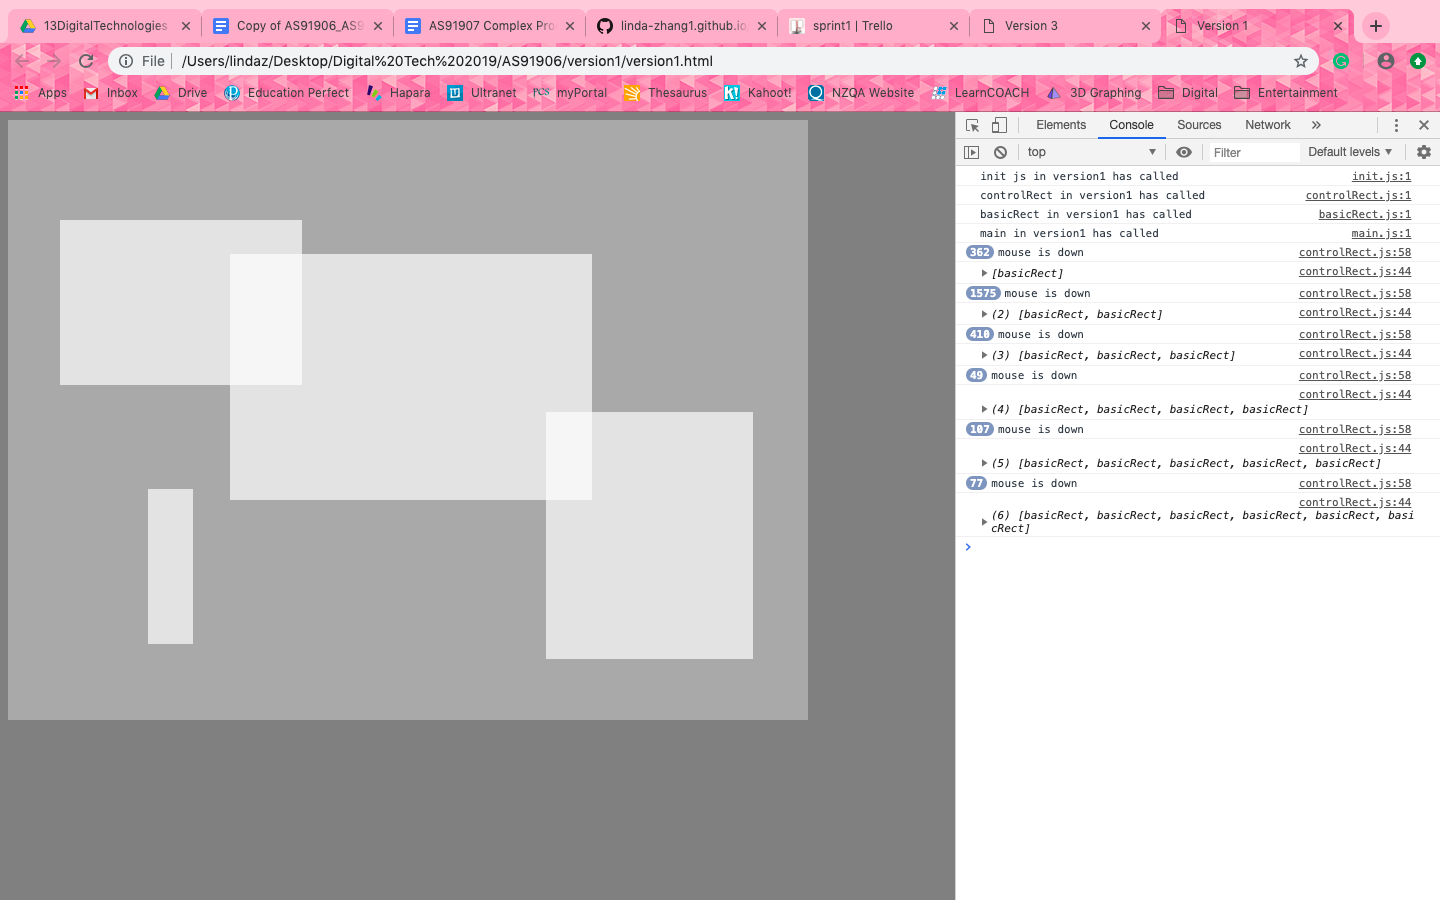 13DigitalTechnologies
Copy of AS91906_AS9
AS91907 Complex Pro
linda-zhang1.github.io
sprint1 | Trello
Version 3
Version 1
File
/Users/lindaz/Desktop/Digital%20Tech%202019/AS91906/version1/version1.html
Apps
Inbox
Drive
Education Perfect
Hapara
Ultranet
PCS myPortal
Thesaurus
Kahoot!
NZQA Website
LearnCOACH
3D Graphing
Digital
Entertainment
Elements Console Sources Network »
top Filter Default levels
init js in version1 has called init.js:1
controlRect in version1 has called controlRect.js:1
basicRect in version1 has called basicRect.js:1
main in version1 has called main.js:1
362 mouse is down controlRect.js:58
[basicRect] controlRect.js:44
1575 mouse is down controlRect.js:58
(2) [basicRect, basicRect] controlRect.js:44
410 mouse is down controlRect.js:58
(3) [basicRect, basicRect, basicRect] controlRect.js:44
49 mouse is down controlRect.js:58
controlRect.js:44
(4) [basicRect, basicRect, basicRect, basicRect]
107 mouse is down controlRect.js:58
controlRect.js:44
(5) [basicRect, basicRect, basicRect, basicRect, basicRect]
77 mouse is down controlRect.js:58
controlRect.js:44
(6) [basicRect, basicRect, basicRect, basicRect, basicRect, basi
cRect]